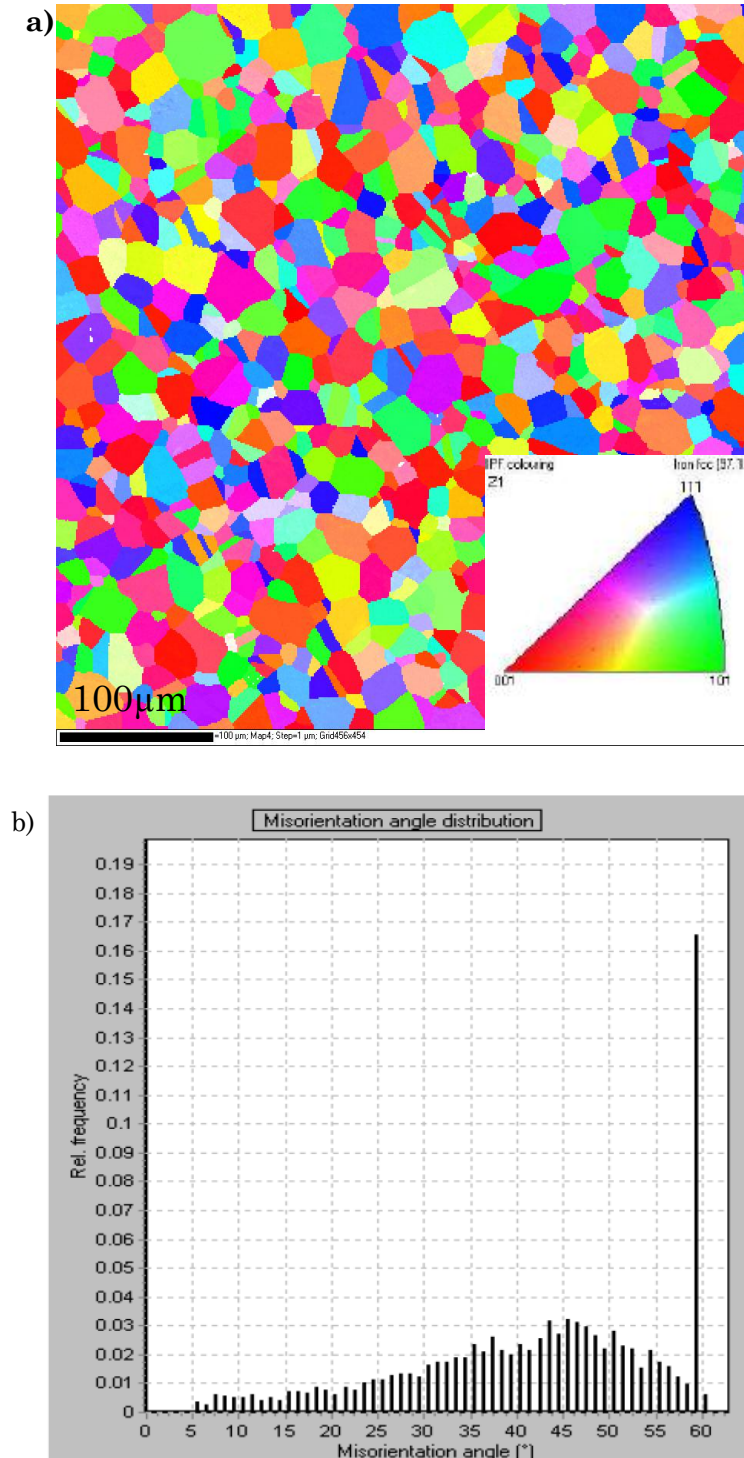 a)
IPF colouring
Iron fcc [97.1
Z1
111
001
101
100µm
=100 µm; Map4; Step=1 µm; Grid456x454
b)
Misorientation angle distribution
0.19
0.18
0.17
0.16
0.15
0.14
0.13
0.12
0.11
0.1
0.09
0.08
0.07
0.06
0.05
0.04
0.03
0.02
0.01
0
Rel. frequency
0 5 10 15 20 25 30 35 40 45 50 55 60
Misorientation angle [°]